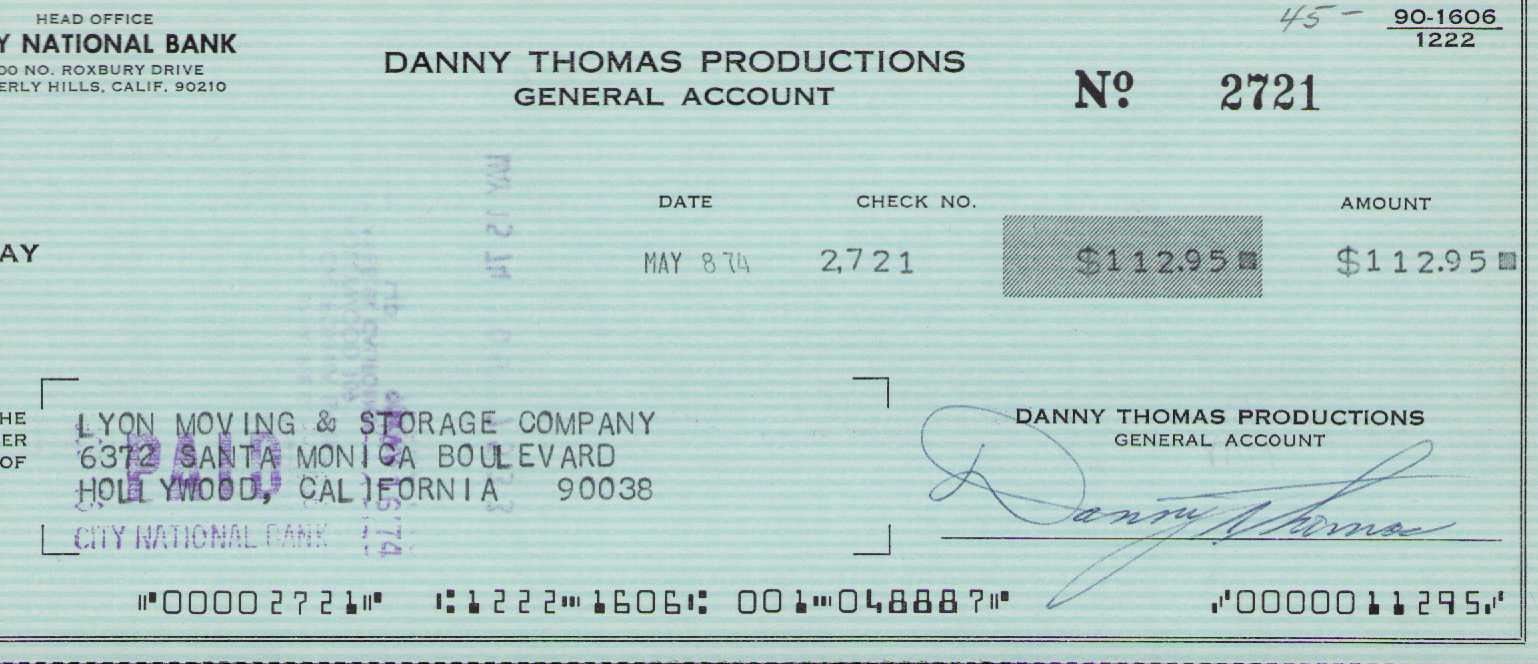 HEAD OFFICE
Y NATIONAL BANK
00 NO. ROXBURY DRIVE
ERLY HILLS, CALIF. 90210
DANNY THOMAS PRODUCTIONS
GENERAL ACCOUNT
45-
90-1606
1222
Nº 2721
DATE CHECK NO. AMOUNT
AY
MAY 8 74 2,721 $112.95 $112.95
HE
ER
OF
LYON MOVING & STORAGE COMPANY
6372 SANTA MONICA BOULEVARD
HOLLYWOOD, CALIFORNIA 90038
PAID
CITY NATIONAL BANK
DANNY THOMAS PRODUCTIONS
GENERAL ACCOUNT
Danny Thomas
⑈00002721⑈ ⑆1222⑉1606⑆ 001⑉048887⑈ ⑇0000011295⑇